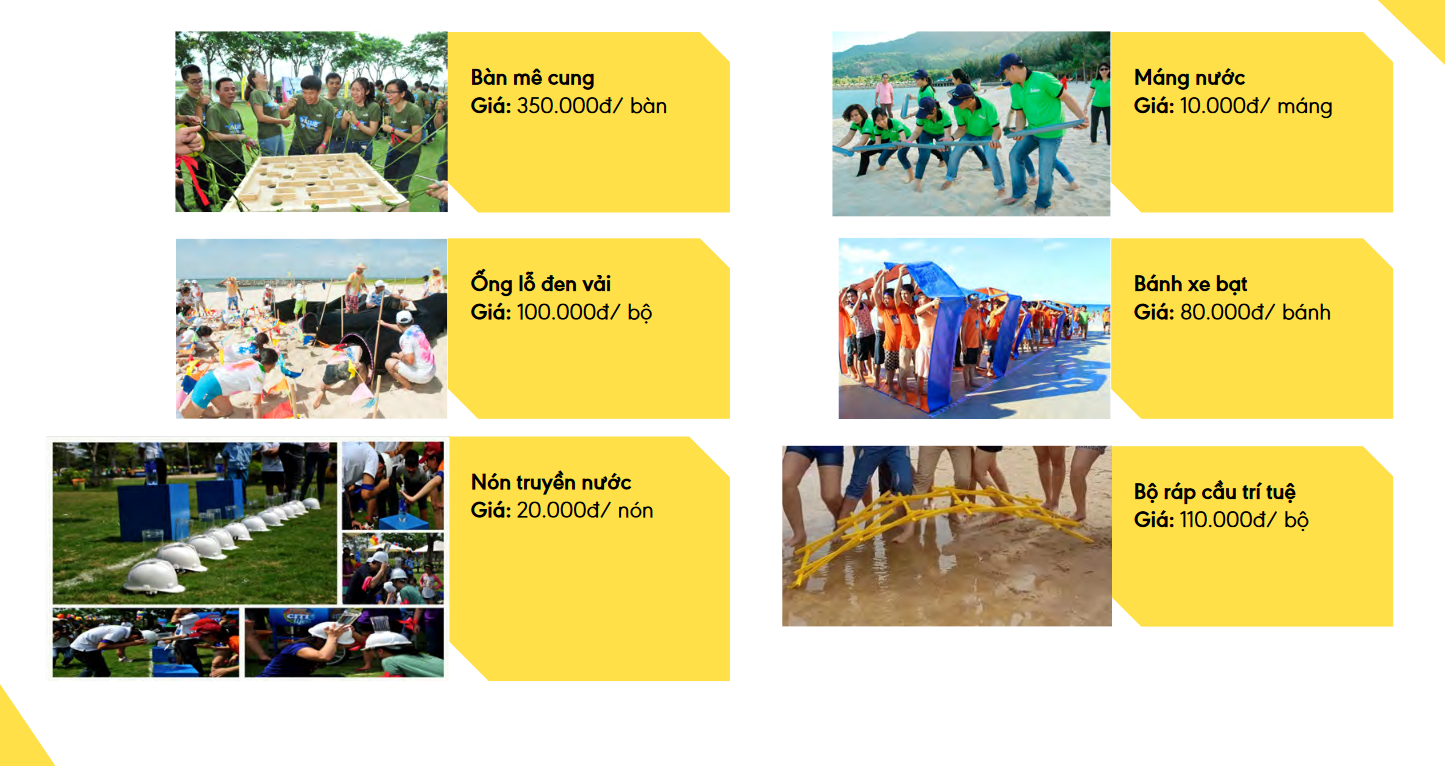 Bàn mê cung
Giá: 350.000đ/ bàn
Máng nước
Giá: 10.000đ/ máng
Ống lỗ đen vải
Giá: 100.000đ/ bộ
Bánh xe bạt
Giá: 80.000đ/ bánh
Nón truyền nước
Giá: 20.000đ/ nón
Bộ ráp cầu trí tuệ
Giá: 110.000đ/ bộ